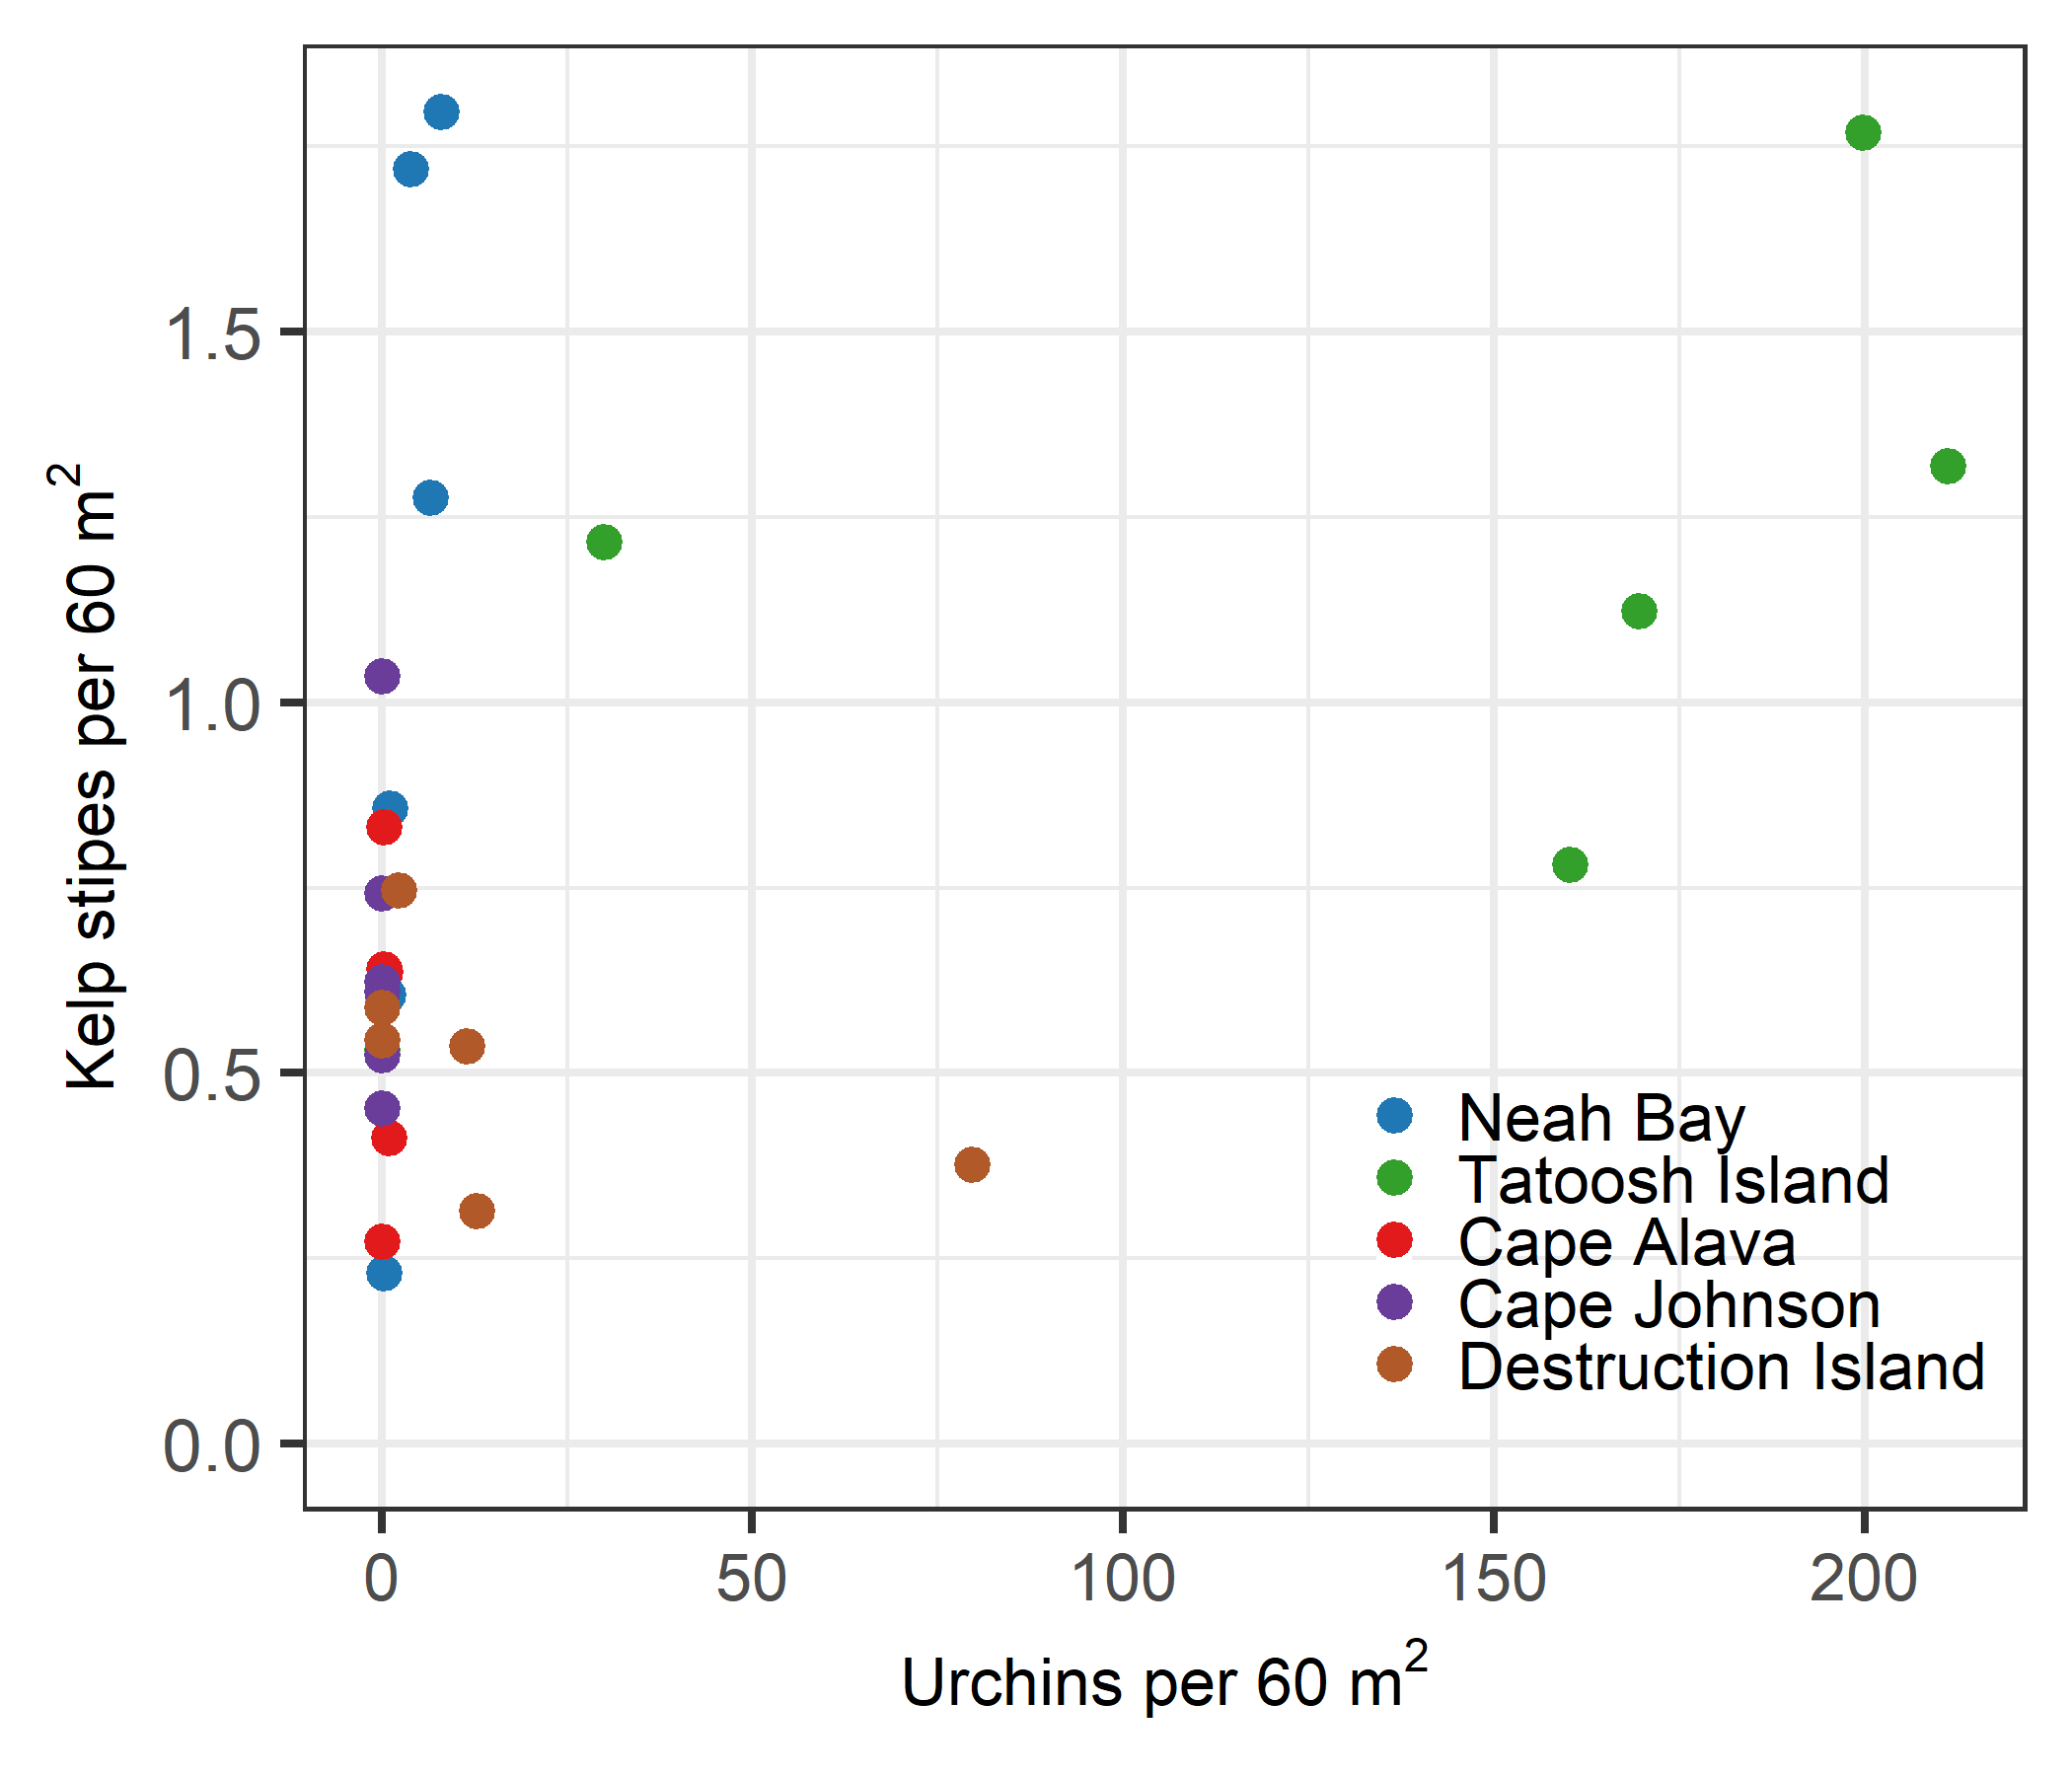 Kelp stipes per 60 m²
1.5
1.0
0.5
0.0
Neah Bay
Tatoosh Island
Cape Alava
Cape Johnson
Destruction Island
0 50 100 150 200
Urchins per 60 m²